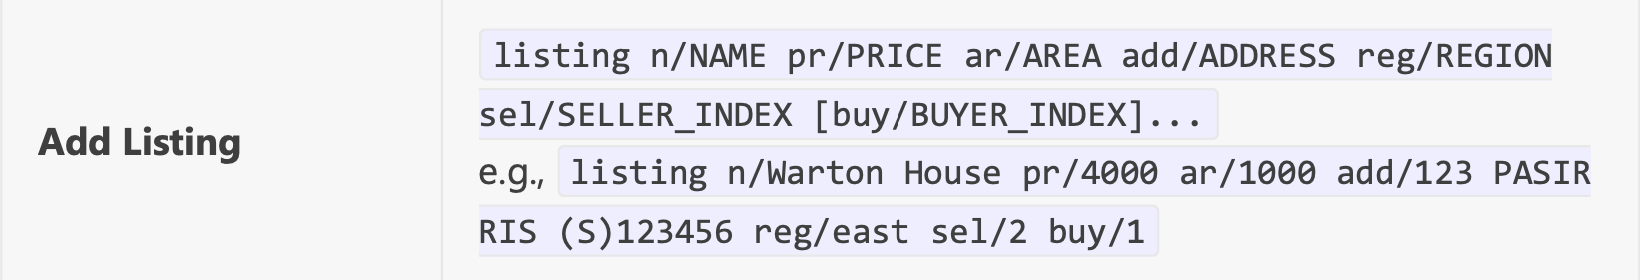 Add Listing
listing n/NAME pr/PRICE ar/AREA add/ADDRESS reg/REGION
sel/SELLER_INDEX [buy/BUYER_INDEX]...
e.g., listing n/Warton House pr/4000 ar/1000 add/123 PASIR
RIS (S)123456 reg/east sel/2 buy/1